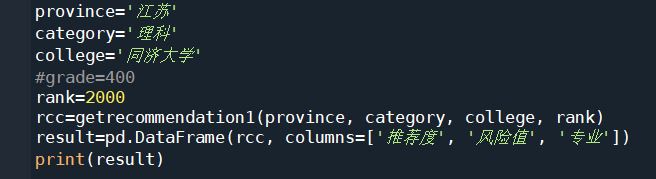 province='江苏'
category='理科'
college='同济大学'
#grade=400
rank=2000
rcc=getrecommendation1(province, category, college, rank)
result=pd.DataFrame(rcc, columns=['推荐度', '风险值', '专业'])
print(result)